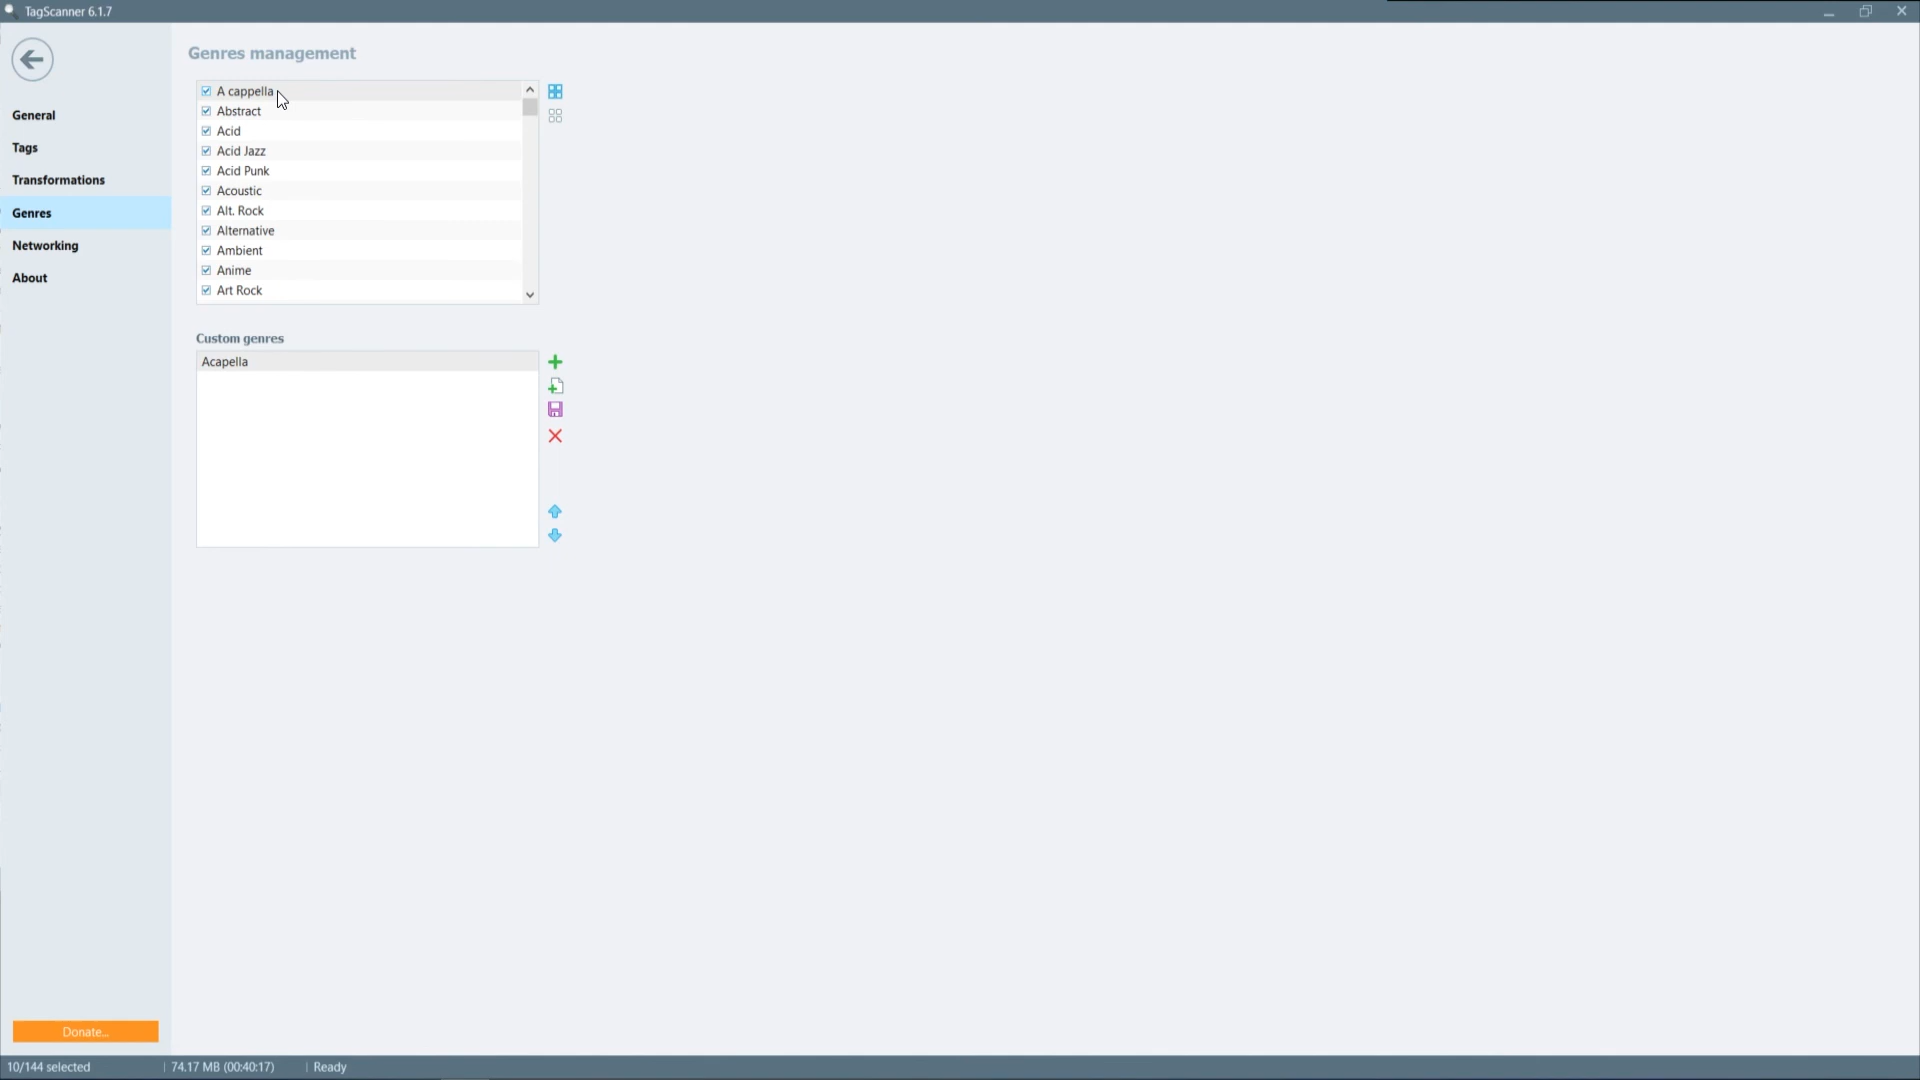 TagScanner 6.1.7
Genres management
General
Tags
Transformations
Genres
Networking
About
A cappella
Abstract
Acid
Acid Jazz
Acid Punk
Acoustic
Alt. Rock
Alternative
Ambient
Anime
Art Rock
Custom genres
Acapella
Donate...
10/144 selected
74.17 MB (00:40:17)
Ready